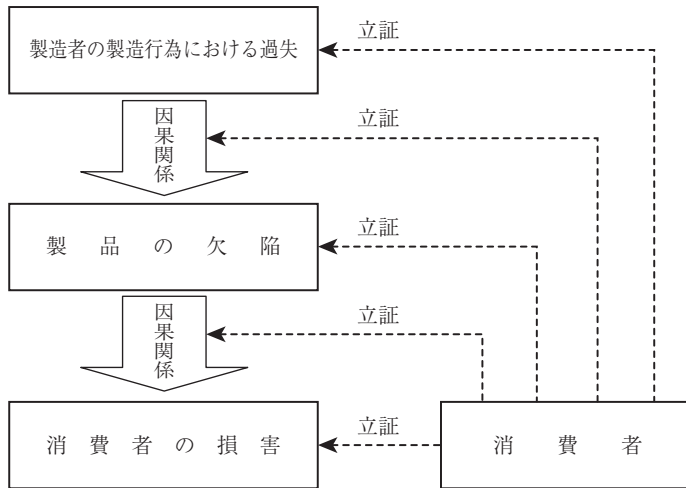 製造者の製造行為における過失
立証
因果関係
立証
製品の欠陥
立証
因果関係
立証
消費者の損害
立証
消費者